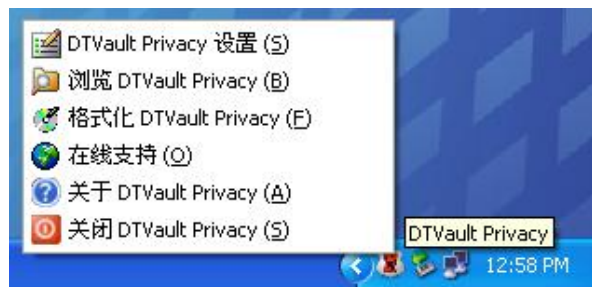 DTVault Privacy 设置 (S)
浏览 DTVault Privacy (B)
格式化 DTVault Privacy (F)
在线支持 (O)
关于 DTVault Privacy (A)
关闭 DTVault Privacy (S)
DTVault Privacy
12:58 PM